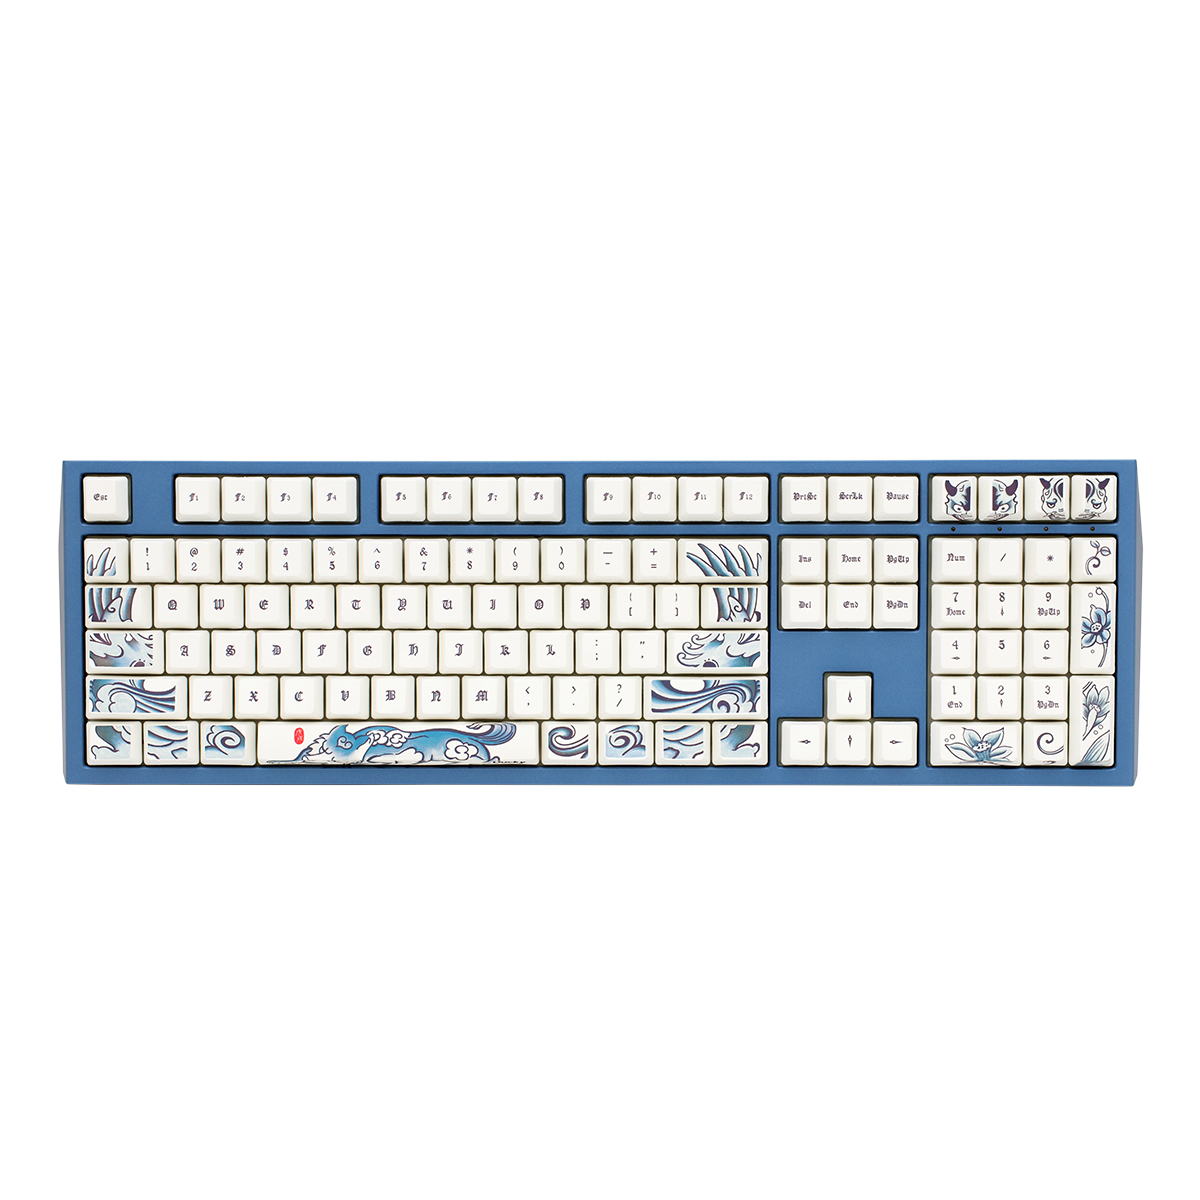 Esc F1 F2 F3 F4 F5 F6 F7 F8 F9 F10 F11 F12 PrtSc ScrLk Pause
! @ # $ % ^ & * ( ) — +
1 2 3 4 5 6 7 8 9 0 - =
Ins Home PgUp Num / *
Q W E R T Y U I O P { }
[ ]
Del End PgDn 7 8 9
Home PgUp
A S D F G H J K L : "
; '
4 5 6
Z X C V B N M < > ?
, . /
1 2 3
End PgDn